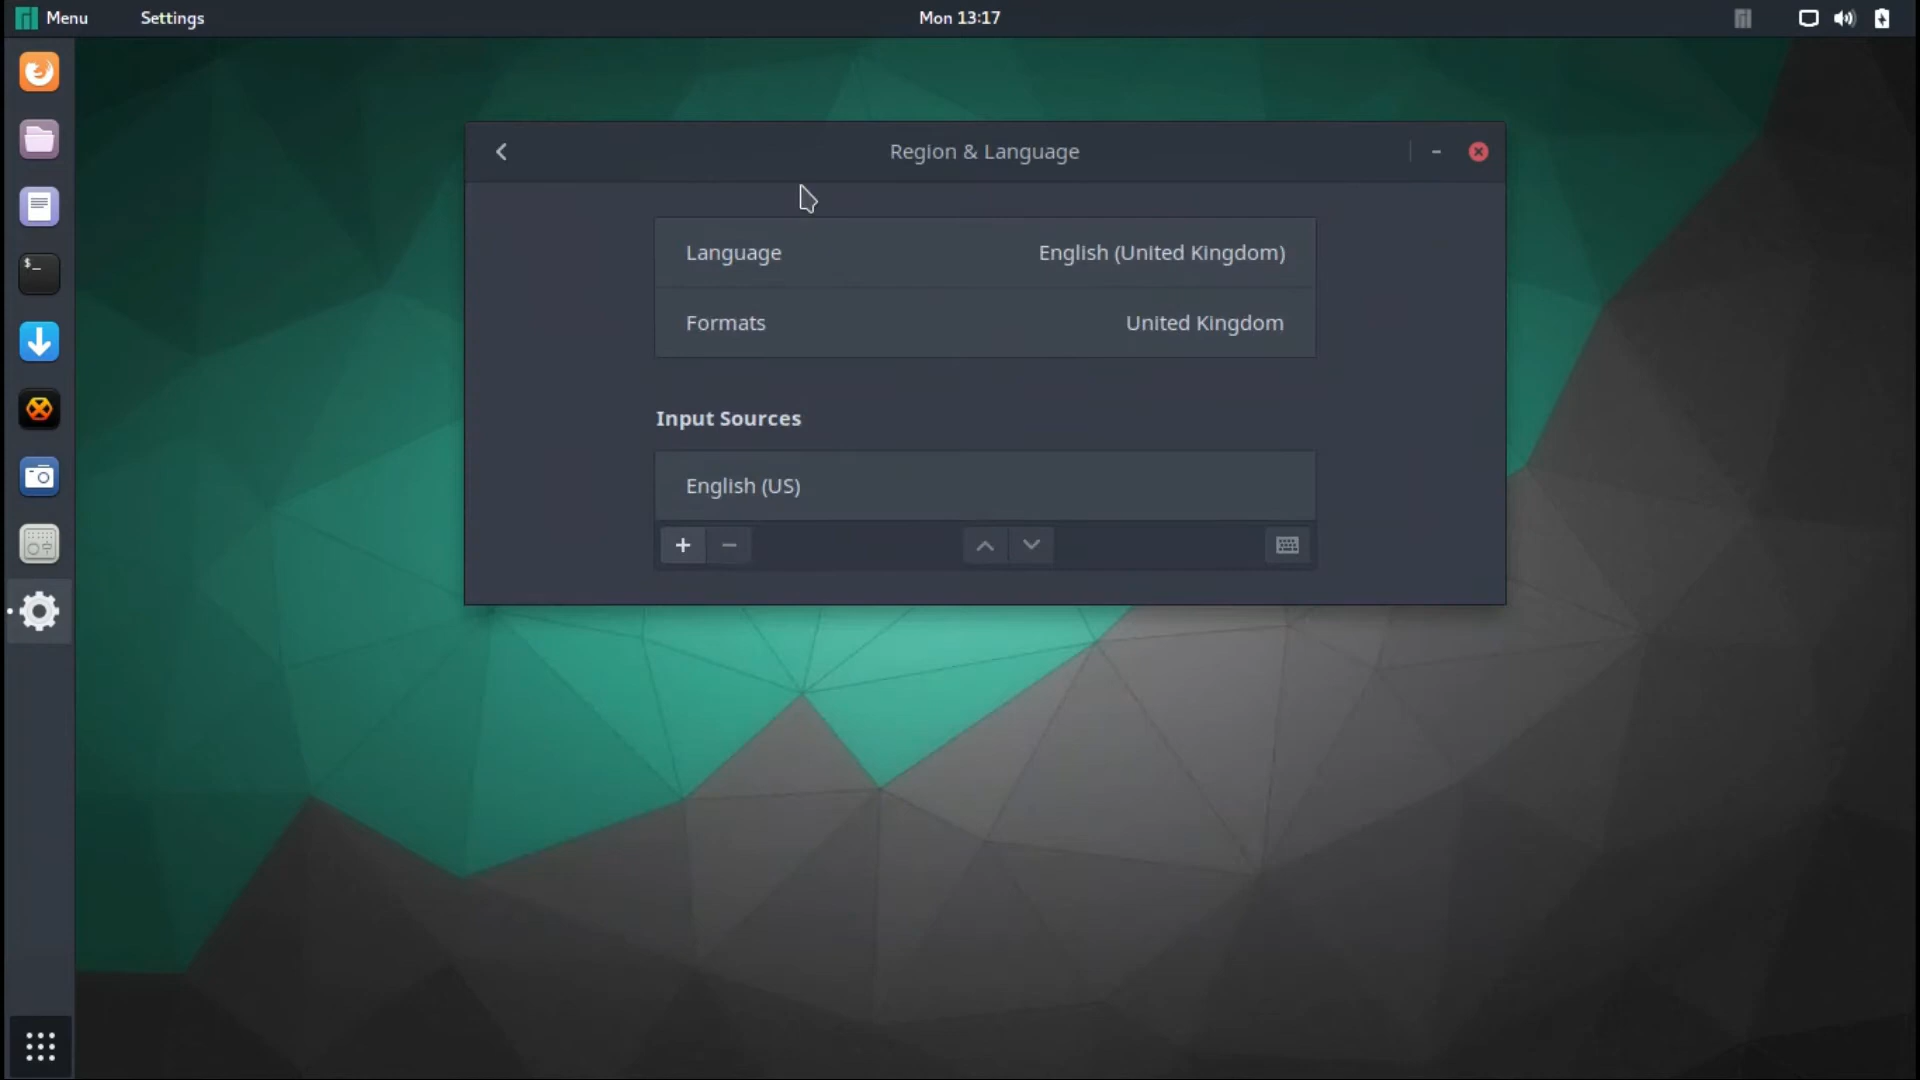 Menu
Settings
Mon 13:17
Region & Language
Language
English (United Kingdom)
Formats
United Kingdom
Input Sources
English (US)
$_